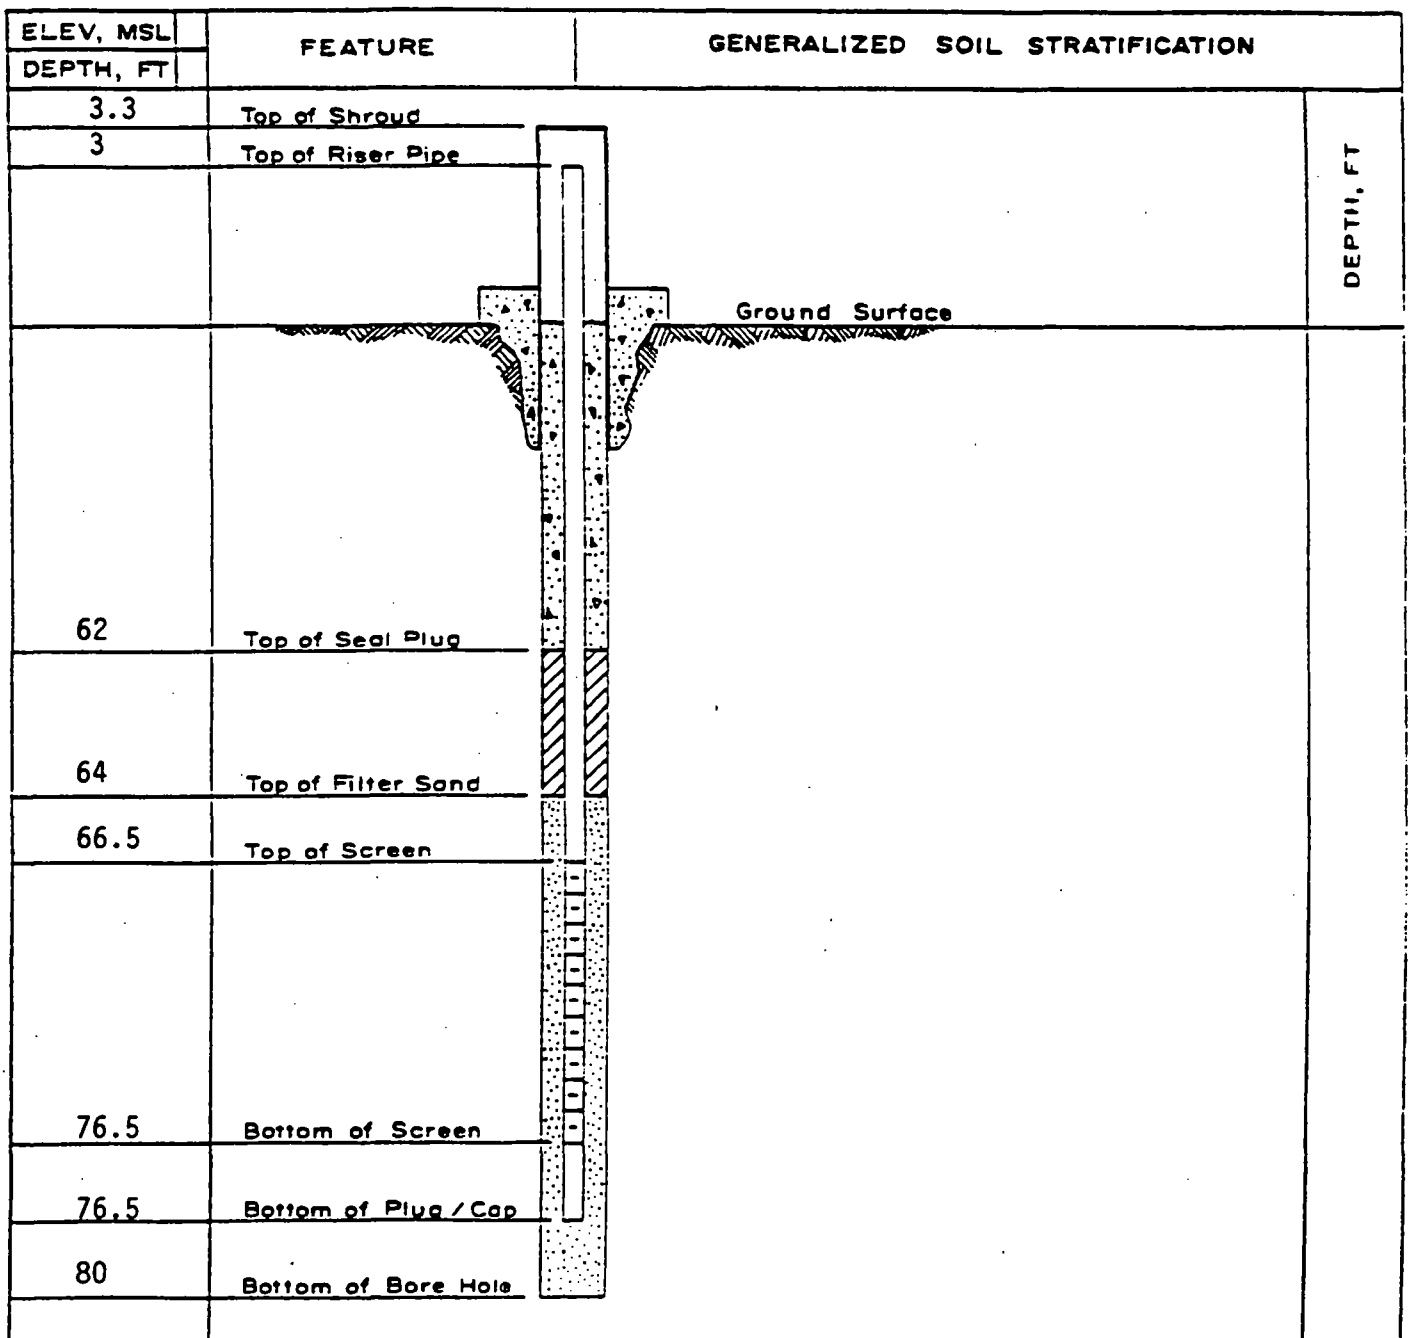 ELEV, MSL
DEPTH, FT
FEATURE
GENERALIZED SOIL STRATIFICATION
DEPTH, FT
3.3 Top of Shroud
3 Top of Riser Pipe
Ground Surface
62 Top of Seal Plug
64 Top of Filter Sand
66.5 Top of Screen
76.5 Bottom of Screen
76.5 Bottom of Plug / Cap
80 Bottom of Bore Hole